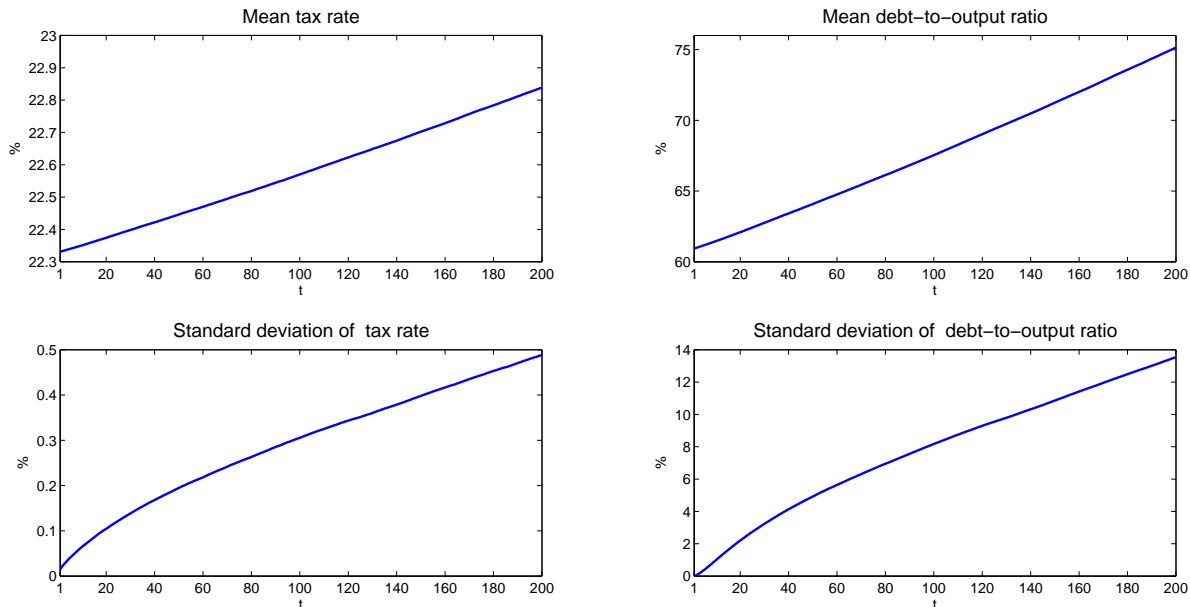 Mean tax rate
23
22.9
22.8
22.7
22.6
22.5
22.4
22.3
%
1 20 40 60 80 100 120 140 160 180 200
t
Mean debt−to−output ratio
75
70
65
60
%
1 20 40 60 80 100 120 140 160 180 200
t
Standard deviation of tax rate
0.5
0.4
0.3
0.2
0.1
0
%
1 20 40 60 80 100 120 140 160 180 200
t
Standard deviation of debt−to−output ratio
14
12
10
8
6
4
2
0
%
1 20 40 60 80 100 120 140 160 180 200
t